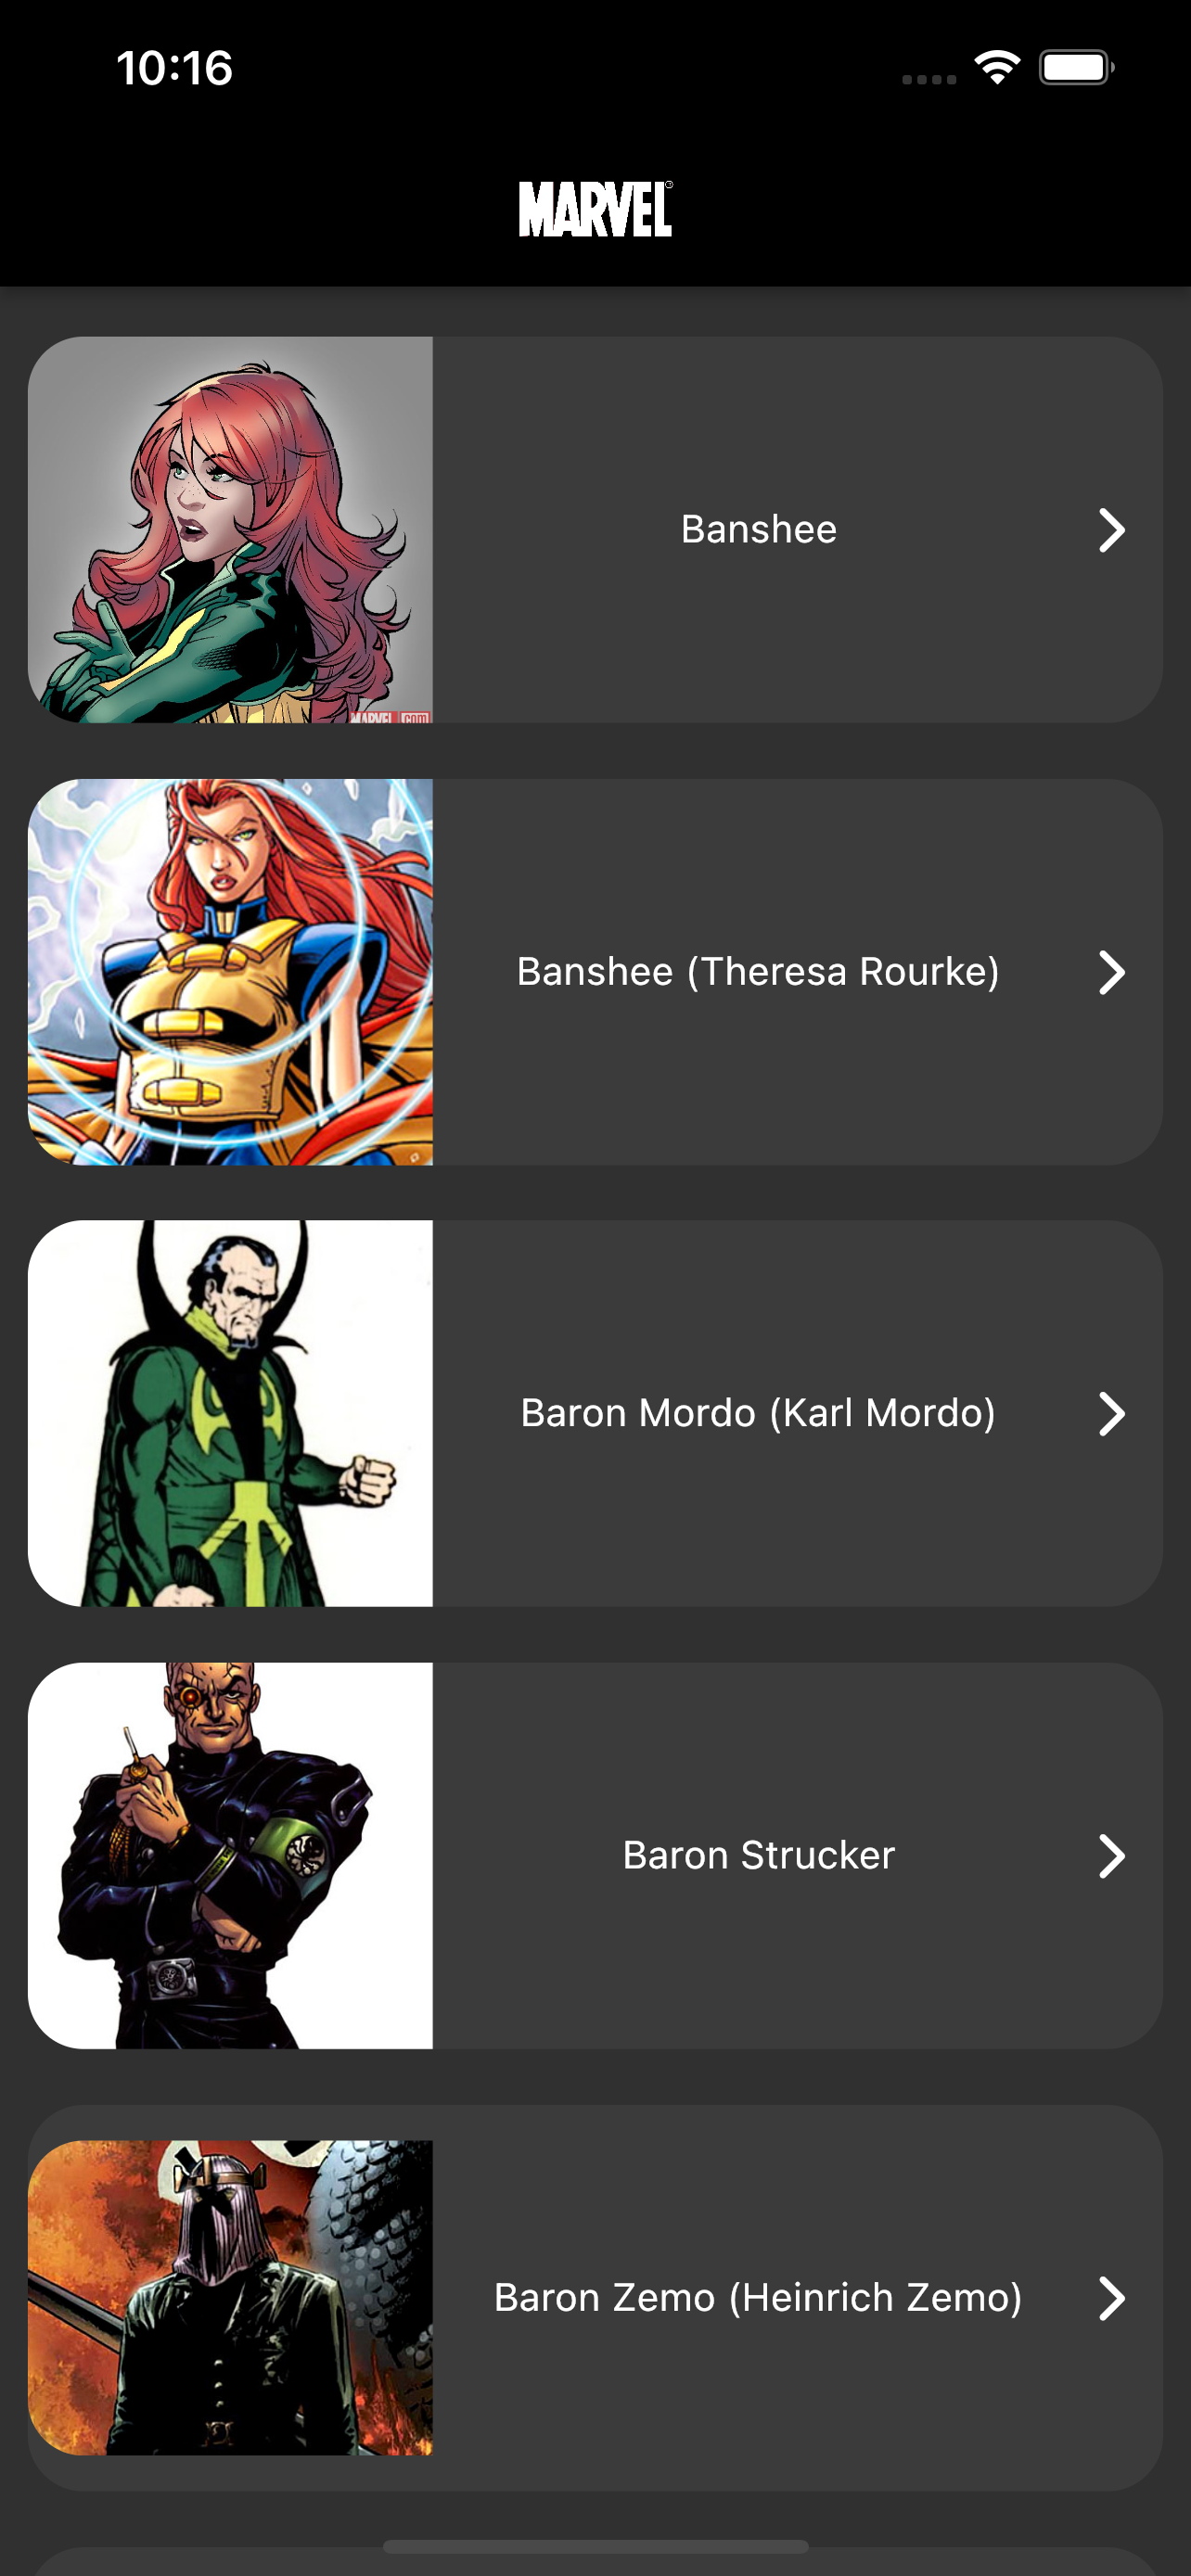 10:16
MARVEL
Banshee
MARVEL.COM
Banshee (Theresa Rourke)
Baron Mordo (Karl Mordo)
Baron Strucker
Baron Zemo (Heinrich Zemo)